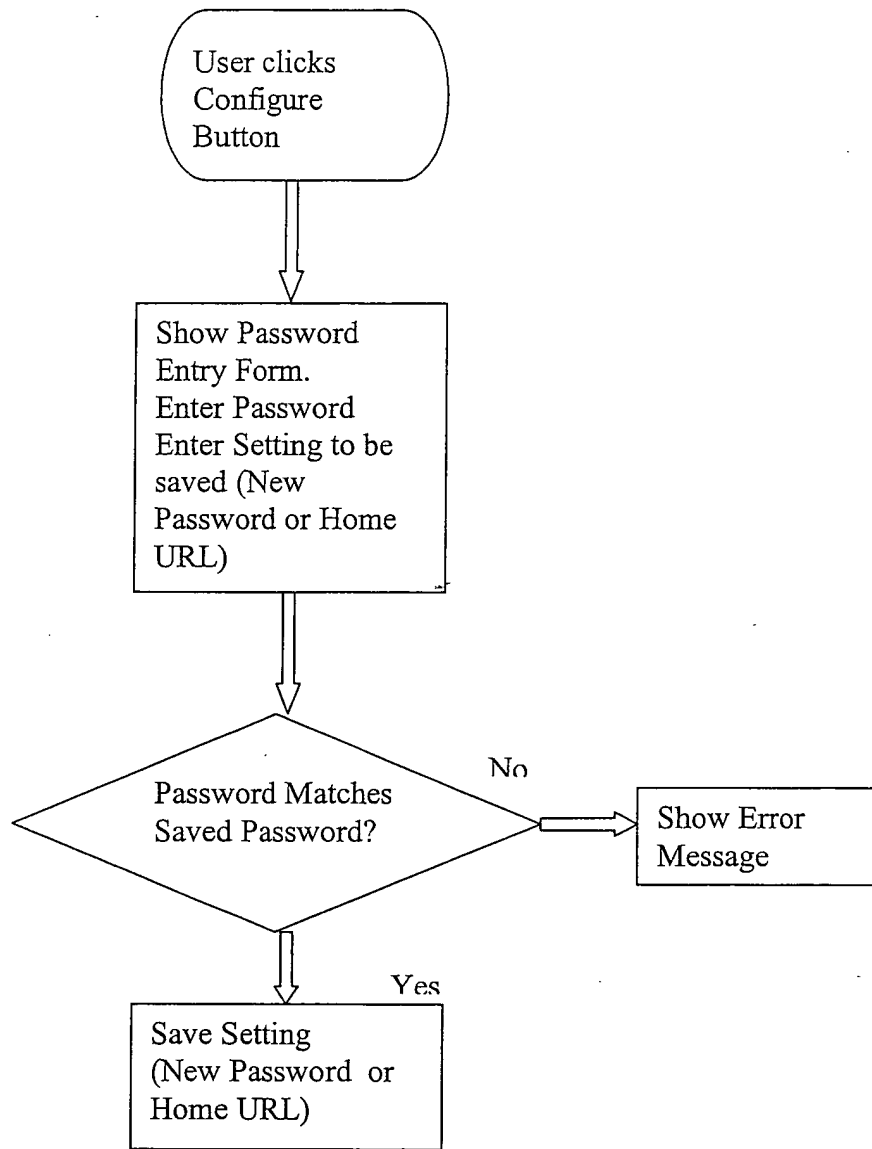 User clicks
Configure
Button
Show Password
Entry Form.
Enter Password
Enter Setting to be
saved (New
Password or Home
URL)
Password Matches
Saved Password?
No
Show Error
Message
Yes
Save Setting
(New Password or
Home URL)